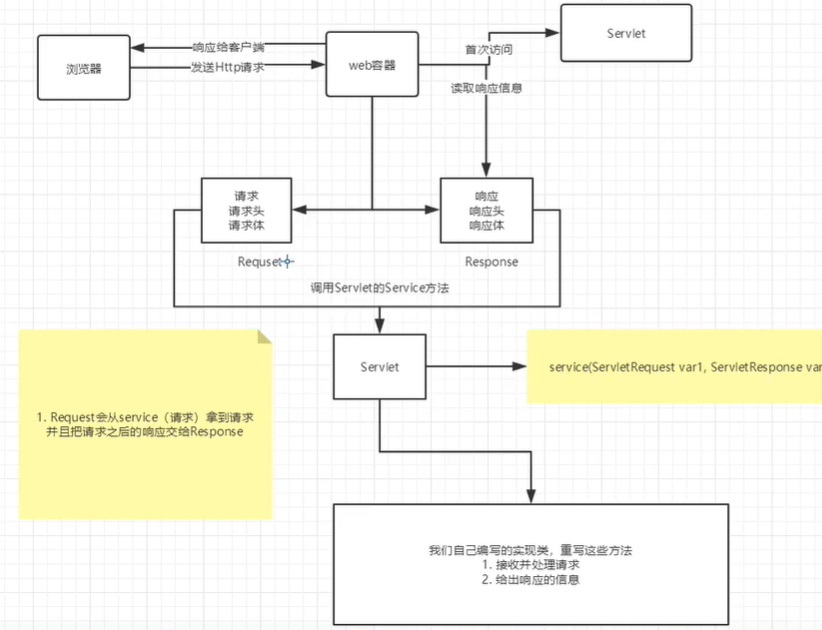 浏览器
响应给客户端
发送Http请求
web容器
首次访问
Servlet
读取响应信息
请求
请求头
请求体
Requset
响应
响应头
响应体
Response
调用Servlet的Service方法
Servlet
service(ServletRequest var1, ServletResponse var
1. Request会从service（请求）拿到请求
并且把请求之后的响应交给Response
我们自己编写的实现类，重写这些方法
1. 接收并处理请求
2. 给出响应的信息